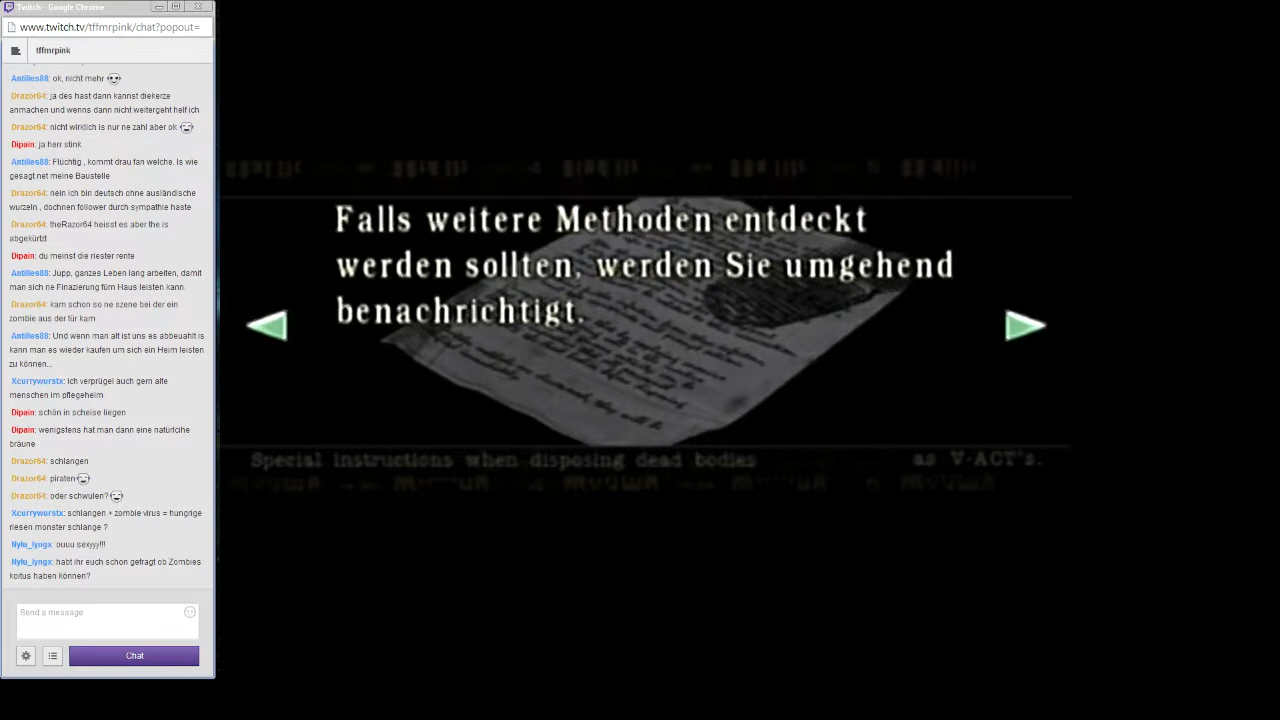 Twitch - Google Chrome
www.twitch.tv/tffmrpink/chat?popout=
tffmrpink
Antilles88: ok, nicht mehr
Drazor64: ja des hast dann kannst diekerze
anmachen und wenns dann nicht weitergeht helf ich
Drazor64: nicht wirklich is nur ne zahl aber ok
Dipain: ja herr stink
Antilles88: Flüchtig , kommt drau fan welche. Is wie
gesagt net meine Baustelle
Drazor64: nein ich bin deutsch ohne ausländische
wurzeln , dochnen follower durch sympathie haste
Drazor64: theRazor64 heisst es aber the is
abgekürtzt
Dipain: du meinst die riester rente
Antilles88: Jupp, ganzes Leben lang arbeiten, damit
man sich ne Finazierung fürn Haus leisten kann.
Drazor64: kam schon so ne szene bei der ein
zombie aus der tür kam
Antilles88: Und wenn man alt ist uns es abbeuahlt is
kann man es wieder kaufen um sich ein Heim leisten
zu können...
Xcurrywurstx: ich verprügel auch gern alte
menschen im pflegeheim
Dipain: schön in scheise liegen
Dipain: wenigstens hat man dann eine natürlcihe
bräune
Drazor64: schlangen
Drazor64: piraten
Drazor64: oder schwulen?
Xcurrywurstx: schlangen + zombie virus = hungrige
riesen monster schlange ?
Nylu_lyngx: ouuu sexyyy!!!
Nylu_lyngx: habt ihr euch schon gefragt ob Zombies
koitus haben können?
Send a message
Chat
Falls weitere Methoden entdeckt
werden sollten, werden Sie umgehend
benachrichtigt.
Special instructions when disposing dead bodies as V-ACT's.